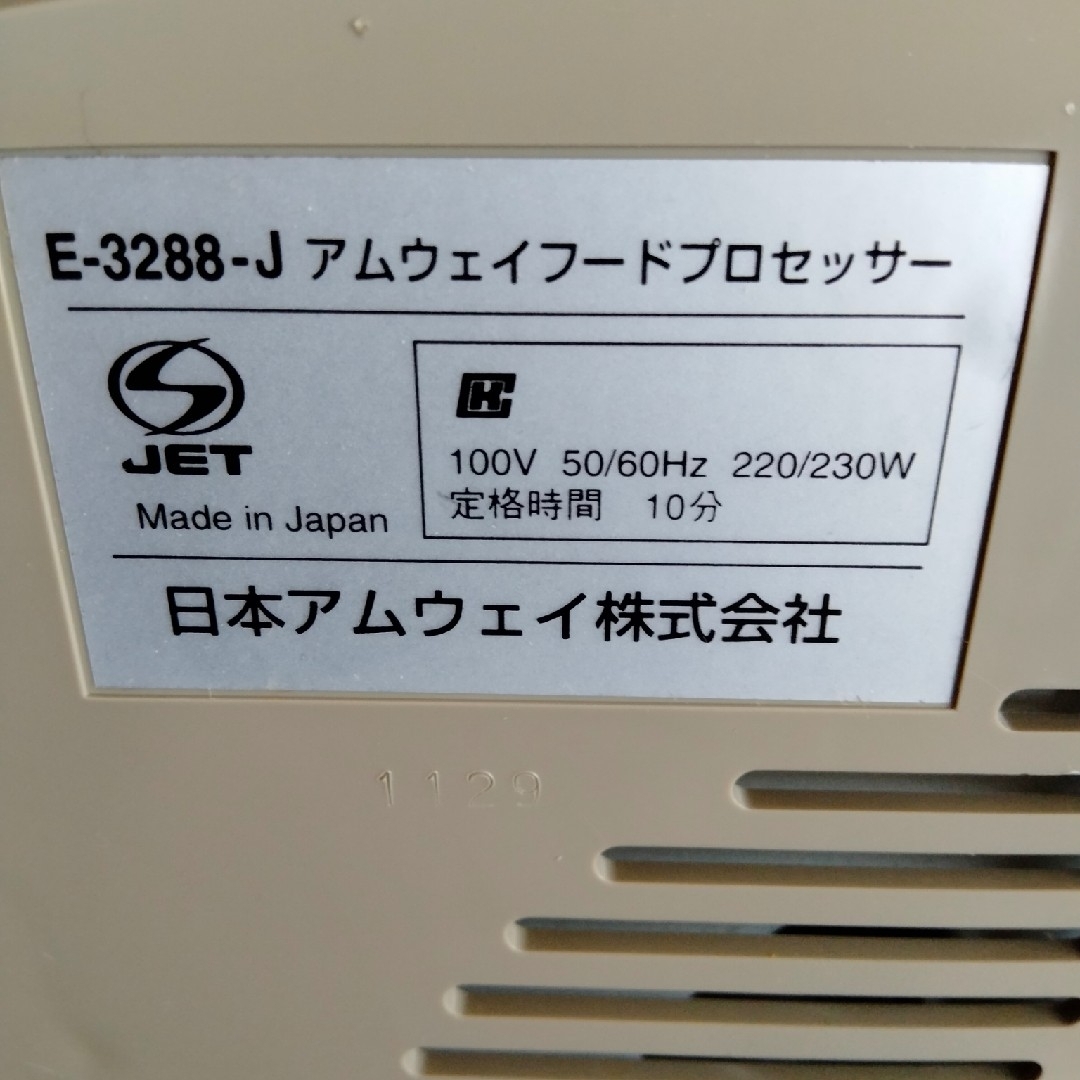 E-3288-J アムウェイフードプロセッサー
JET
Made in Japan
100V 50/60Hz 220/230W
定格時間 10分
日本アムウェイ株式会社
1129